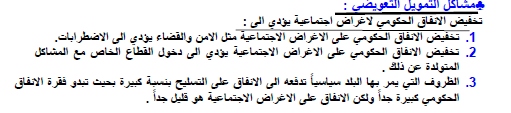 ♣مشاكل التمويل التعويضي :
تخفيض الانفاق الحكومي لاغراض اجتماعية يؤدي الى :
1. تخفيض الانفاق الحكومي على الاغراض الاجتماعية مثل الامن والقضاء يؤدي الى الاضطرابات.
2. تخفيض الانفاق الحكومي على الاغراض الاجتماعية يؤدي الى دخول القطاع الخاص مع المشاكل
المتولدة عن ذلك .
3. الظروف التي يمر بها البلد سياسياً تدفعه الى الانفاق على التسليح بنسبة كبيرة بحيث تبدو فقرة الانفاق
الحكومي كبيرة جداً ولكن الانفاق على الاغراض الاجتماعية هو قليل جداً .